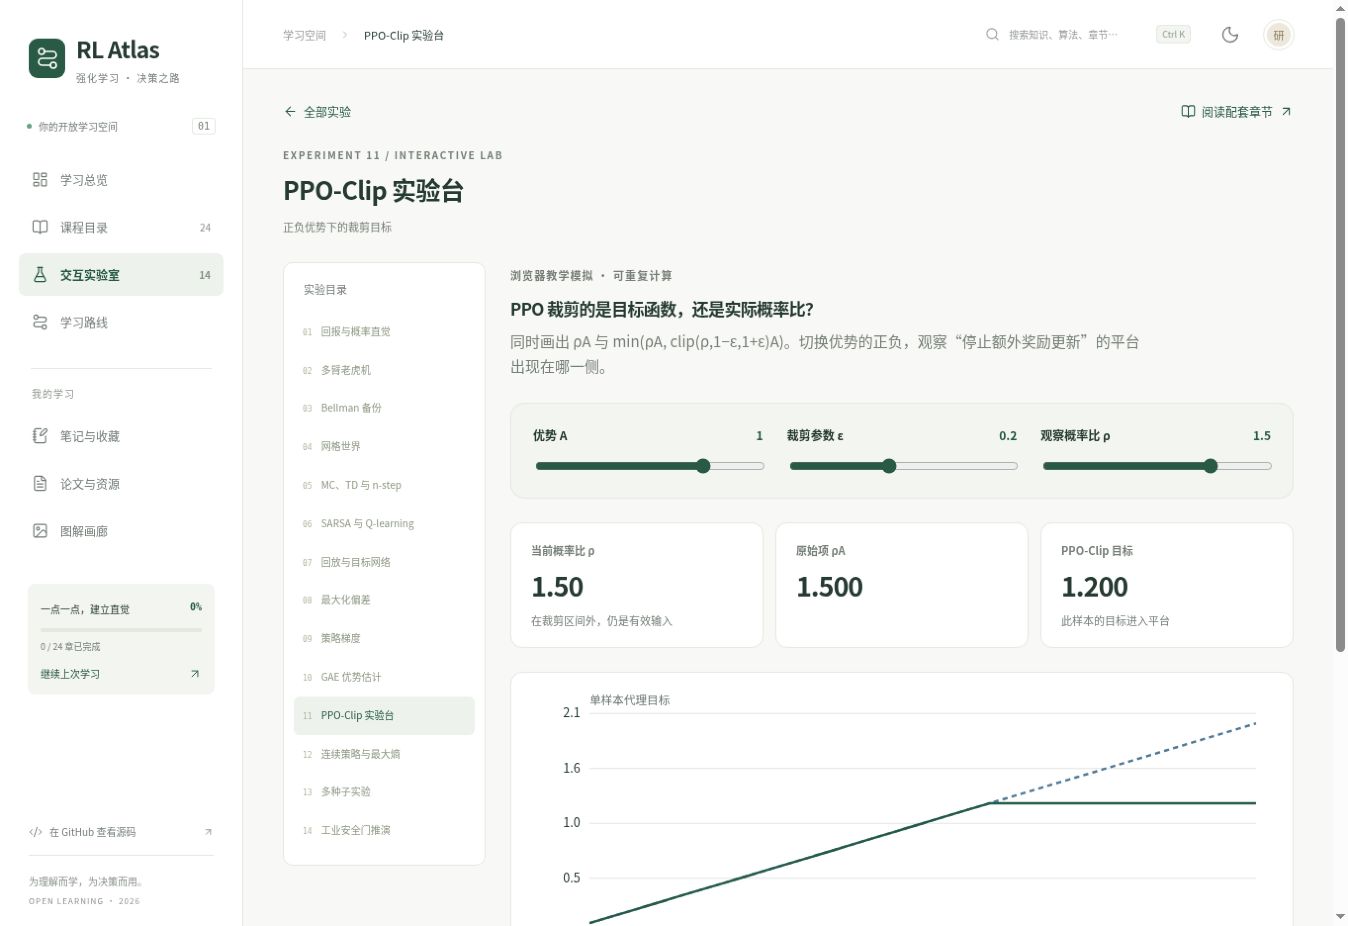 RL Atlas
强化学习 · 决策之路
你的开放学习空间 01
学习总览
课程目录 24
交互实验室 14
学习路线
我的学习
笔记与收藏
论文与资源
图解画廊
一点一点，建立直觉 0%
0 / 24 章已完成
继续上次学习
在 GitHub 查看源码
为理解而学，为决策而用。
OPEN LEARNING · 2026
学习空间 PPO-Clip 实验台
搜索知识、算法、章节… Ctrl K 研
全部实验 阅读配套章节
EXPERIMENT 11 / INTERACTIVE LAB
PPO-Clip 实验台
正负优势下的裁剪目标
实验目录
01 回报与概率直觉
02 多臂老虎机
03 Bellman 备份
04 网格世界
05 MC、TD 与 n-step
06 SARSA 与 Q-learning
07 回放与目标网络
08 最大化偏差
09 策略梯度
10 GAE 优势估计
11 PPO-Clip 实验台
12 连续策略与最大熵
13 多种子实验
14 工业安全门推演
浏览器教学模拟 · 可重复计算
PPO 裁剪的是目标函数，还是实际概率比？
同时画出 ρA 与 min(ρA, clip(ρ,1−ε,1+ε)A)。切换优势的正负，观察“停止额外奖励更新”的平台
出现在哪一侧。
优势 A 1
裁剪参数 ε 0.2
观察概率比 ρ 1.5
当前概率比 ρ
1.50
在裁剪区间外，仍是有效输入
原始项 ρA
1.500
PPO-Clip 目标
1.200
此样本的目标进入平台
单样本代理目标
2.1
1.6
1.0
0.5